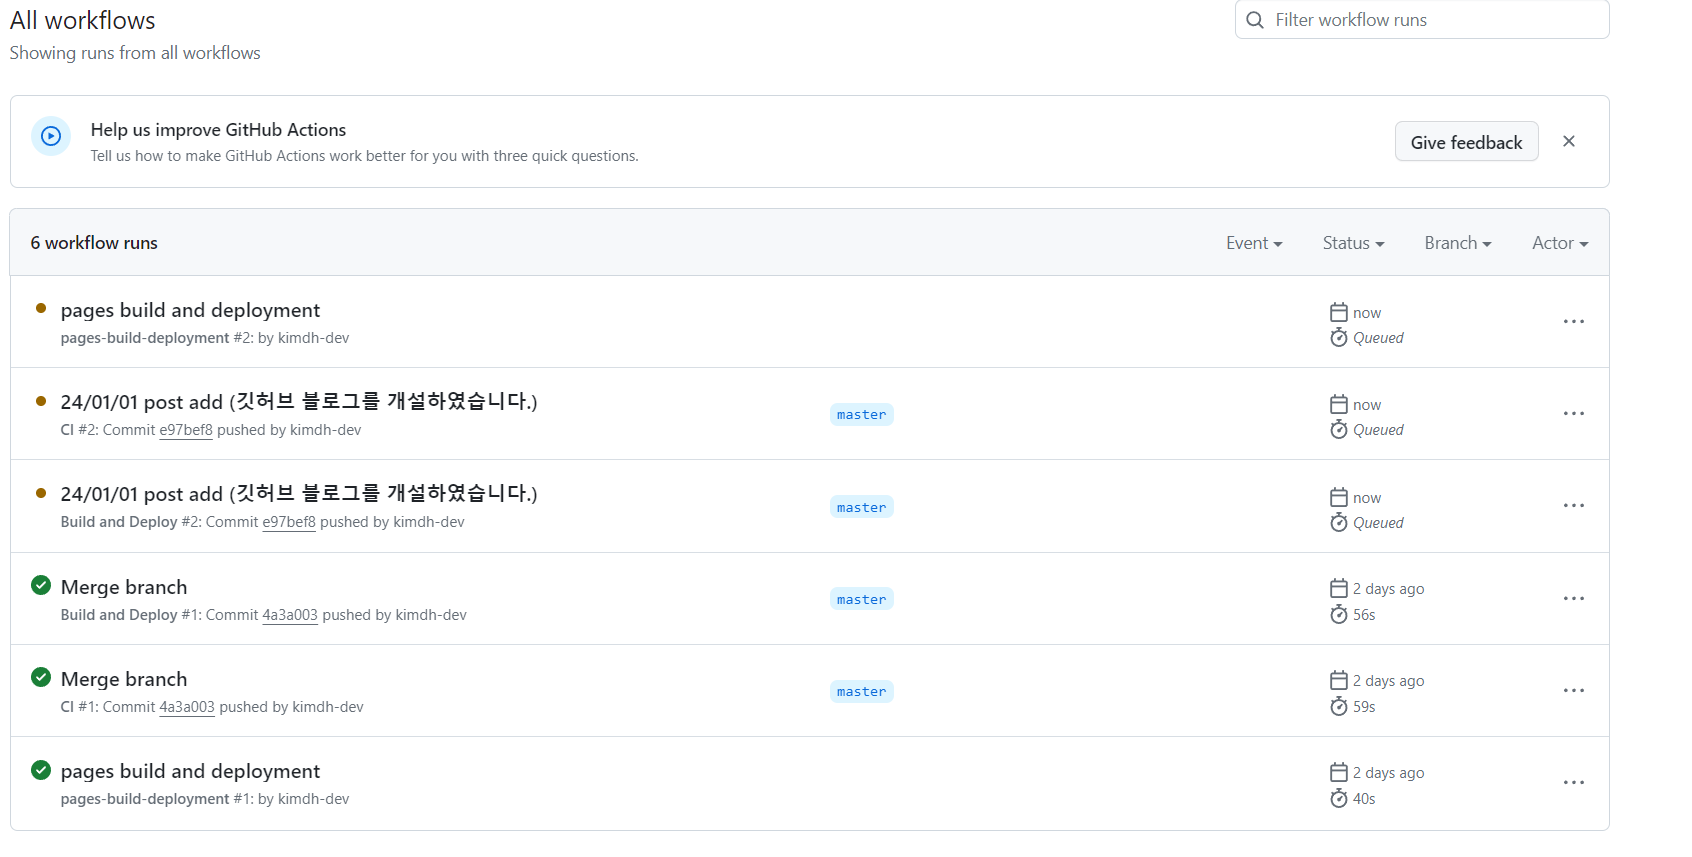 All workflows
Filter workflow runs
Showing runs from all workflows
Help us improve GitHub Actions
Tell us how to make GitHub Actions work better for you with three quick questions.
Give feedback
6 workflow runs
Event
Status
Branch
Actor
pages build and deployment
now
pages-build-deployment #2: by kimdh-dev
Queued
24/01/01 post add (깃허브 블로그를 개설하였습니다.)
master
now
CI #2: Commit e97bef8 pushed by kimdh-dev
Queued
24/01/01 post add (깃허브 블로그를 개설하였습니다.)
master
now
Build and Deploy #2: Commit e97bef8 pushed by kimdh-dev
Queued
Merge branch
master
2 days ago
Build and Deploy #1: Commit 4a3a003 pushed by kimdh-dev
56s
Merge branch
master
2 days ago
CI #1: Commit 4a3a003 pushed by kimdh-dev
59s
pages build and deployment
2 days ago
pages-build-deployment #1: by kimdh-dev
40s